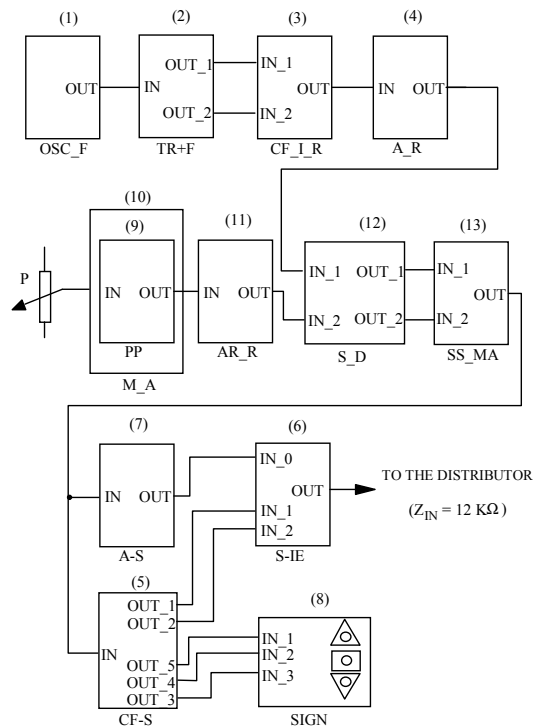 (1) (2) (3) (4)
OUT IN OUT_1 OUT_2 IN_1 IN_2 OUT IN OUT
OSC_F TR+F CF_I_R A_R
(10)
(9) (11) (12) (13)
P IN OUT IN OUT IN_1 IN_2 OUT_1 OUT_2 IN_1 IN_2 OUT
PP AR_R S_D SS_MA
M_A
(7) (6)
IN OUT IN_0 IN_1 IN_2 OUT
TO THE DISTRIBUTOR
(Z_IN = 12 KΩ )
A-S S-IE
(5) (8)
IN OUT_1 OUT_2 OUT_5 OUT_4 OUT_3 IN_1 IN_2 IN_3
CF-S SIGN